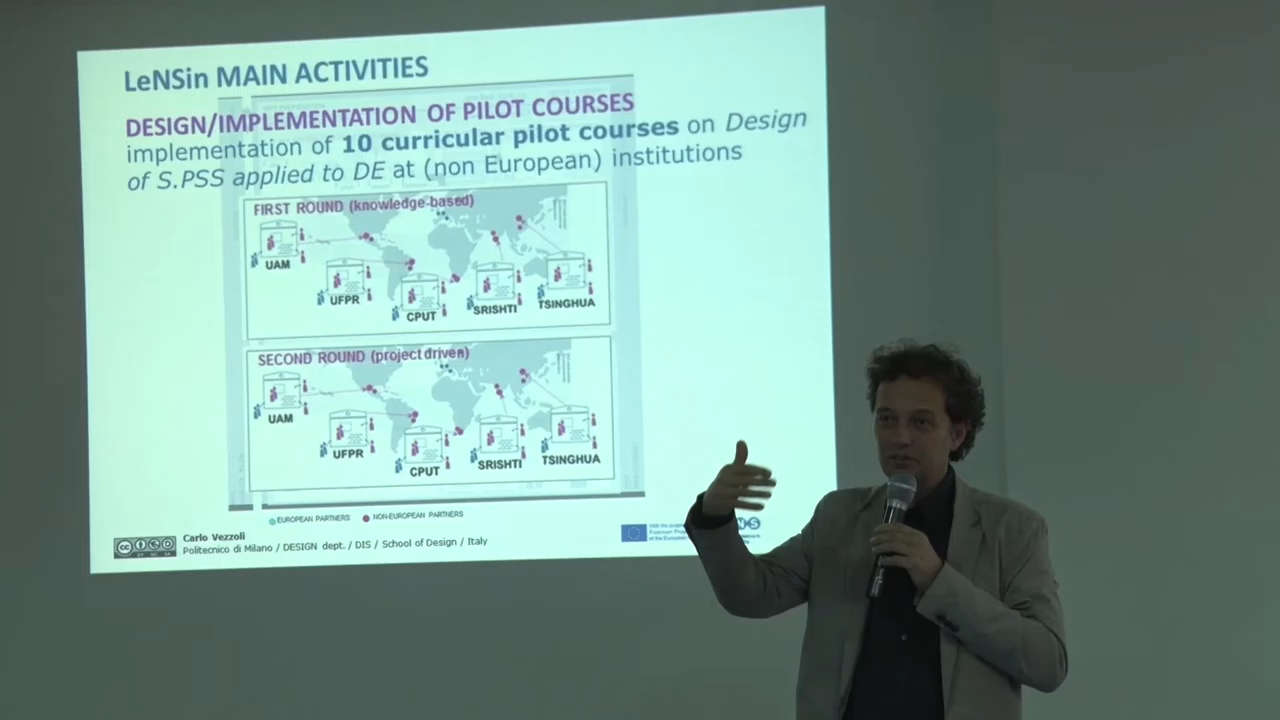 LeNSin MAIN ACTIVITIES
DESIGN/IMPLEMENTATION OF PILOT COURSES
implementation of 10 curricular pilot courses on Design
of S.PSS applied to DE at (non European) institutions
FIRST ROUND (knowledge-based)
UAM
UFPR
CPUT
SRISHTI
TSINGHUA
SECOND ROUND (project driven)
UAM
UFPR
CPUT
SRISHTI
TSINGHUA
EUROPEAN PARTNERS NON-EUROPEAN PARTNERS
Carlo Vezzoli
Politecnico di Milano / DESIGN dept. / DIS / School of Design / Italy